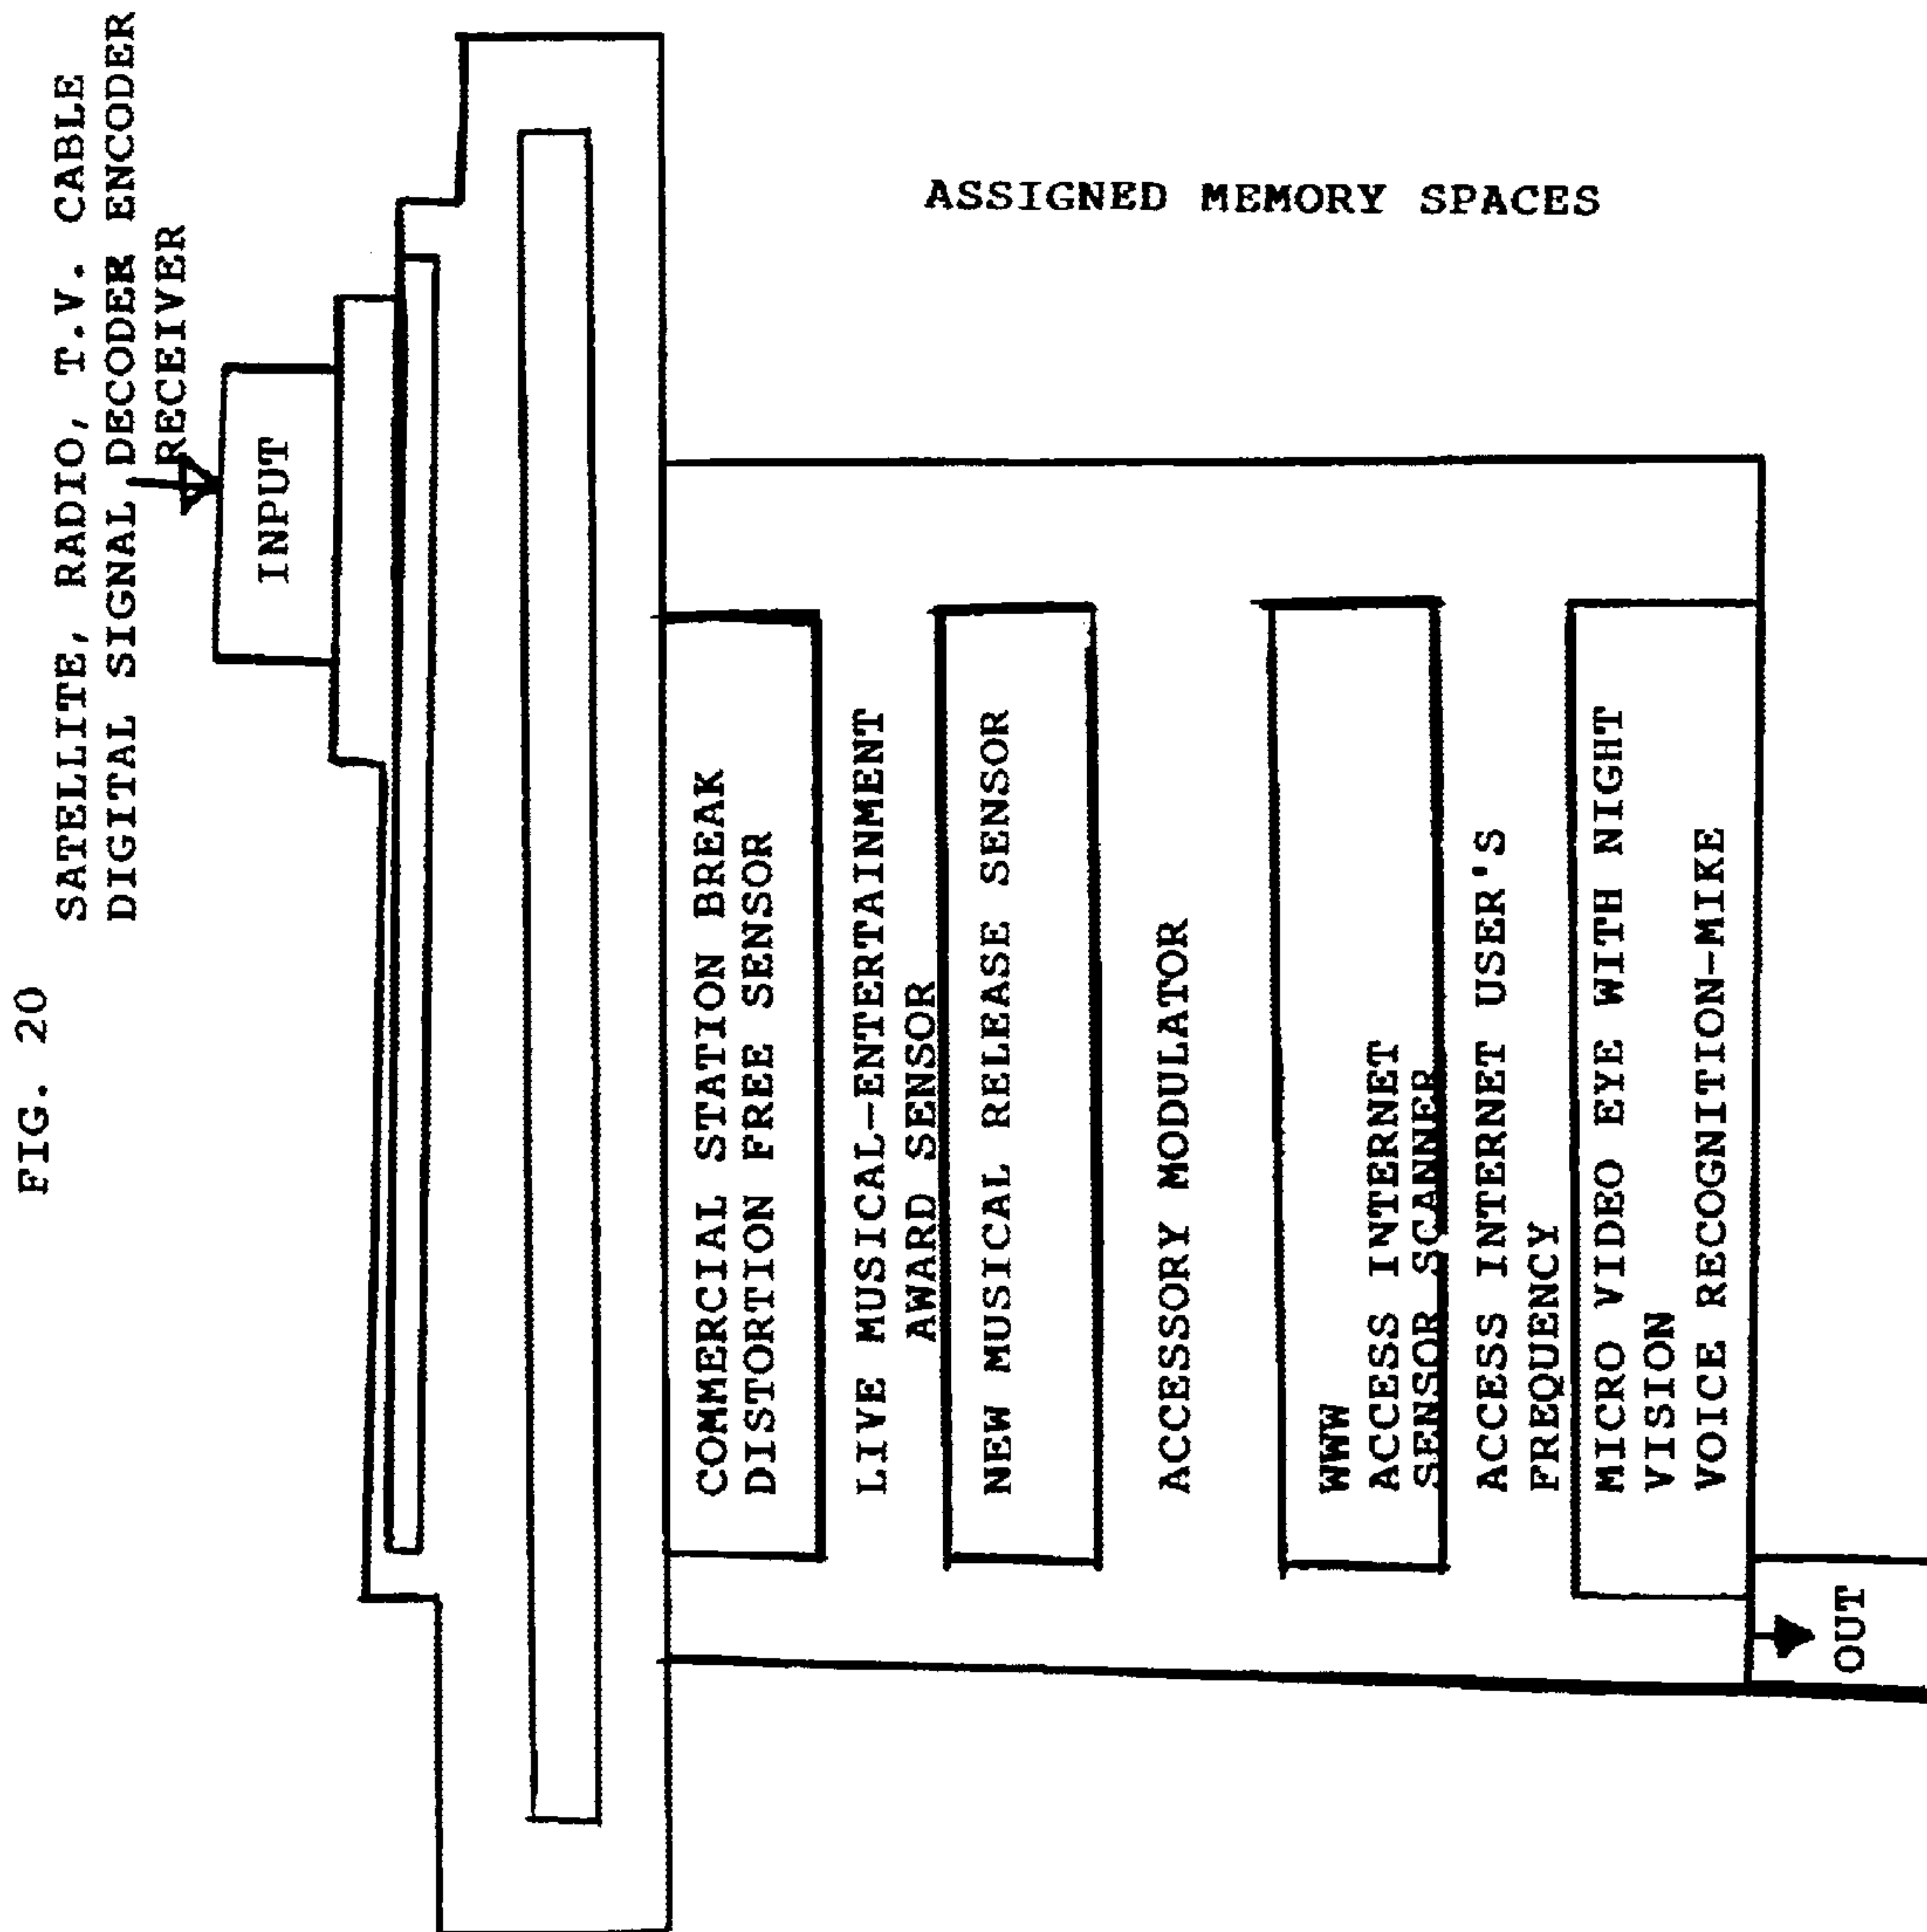 FIG. 20
SATELLITE, RADIO, T.V. CABLE
DIGITAL SIGNAL DECODER ENCODER
RECEIVER
INPUT
ASSIGNED MEMORY SPACES
COMMERCIAL STATION BREAK
DISTORTION FREE SENSOR
LIVE MUSICAL-ENTERTAINMENT
AWARD SENSOR
NEW MUSICAL RELEASE SENSOR
ACCESSORY MODULATOR
WWW
ACCESS INTERNET
SENSOR SCANNER
ACCESS INTERNET USER'S
FREQUENCY
MICRO VIDEO EYE WITH NIGHT
VISION
VOICE RECOGNITION-MIKE
OUT